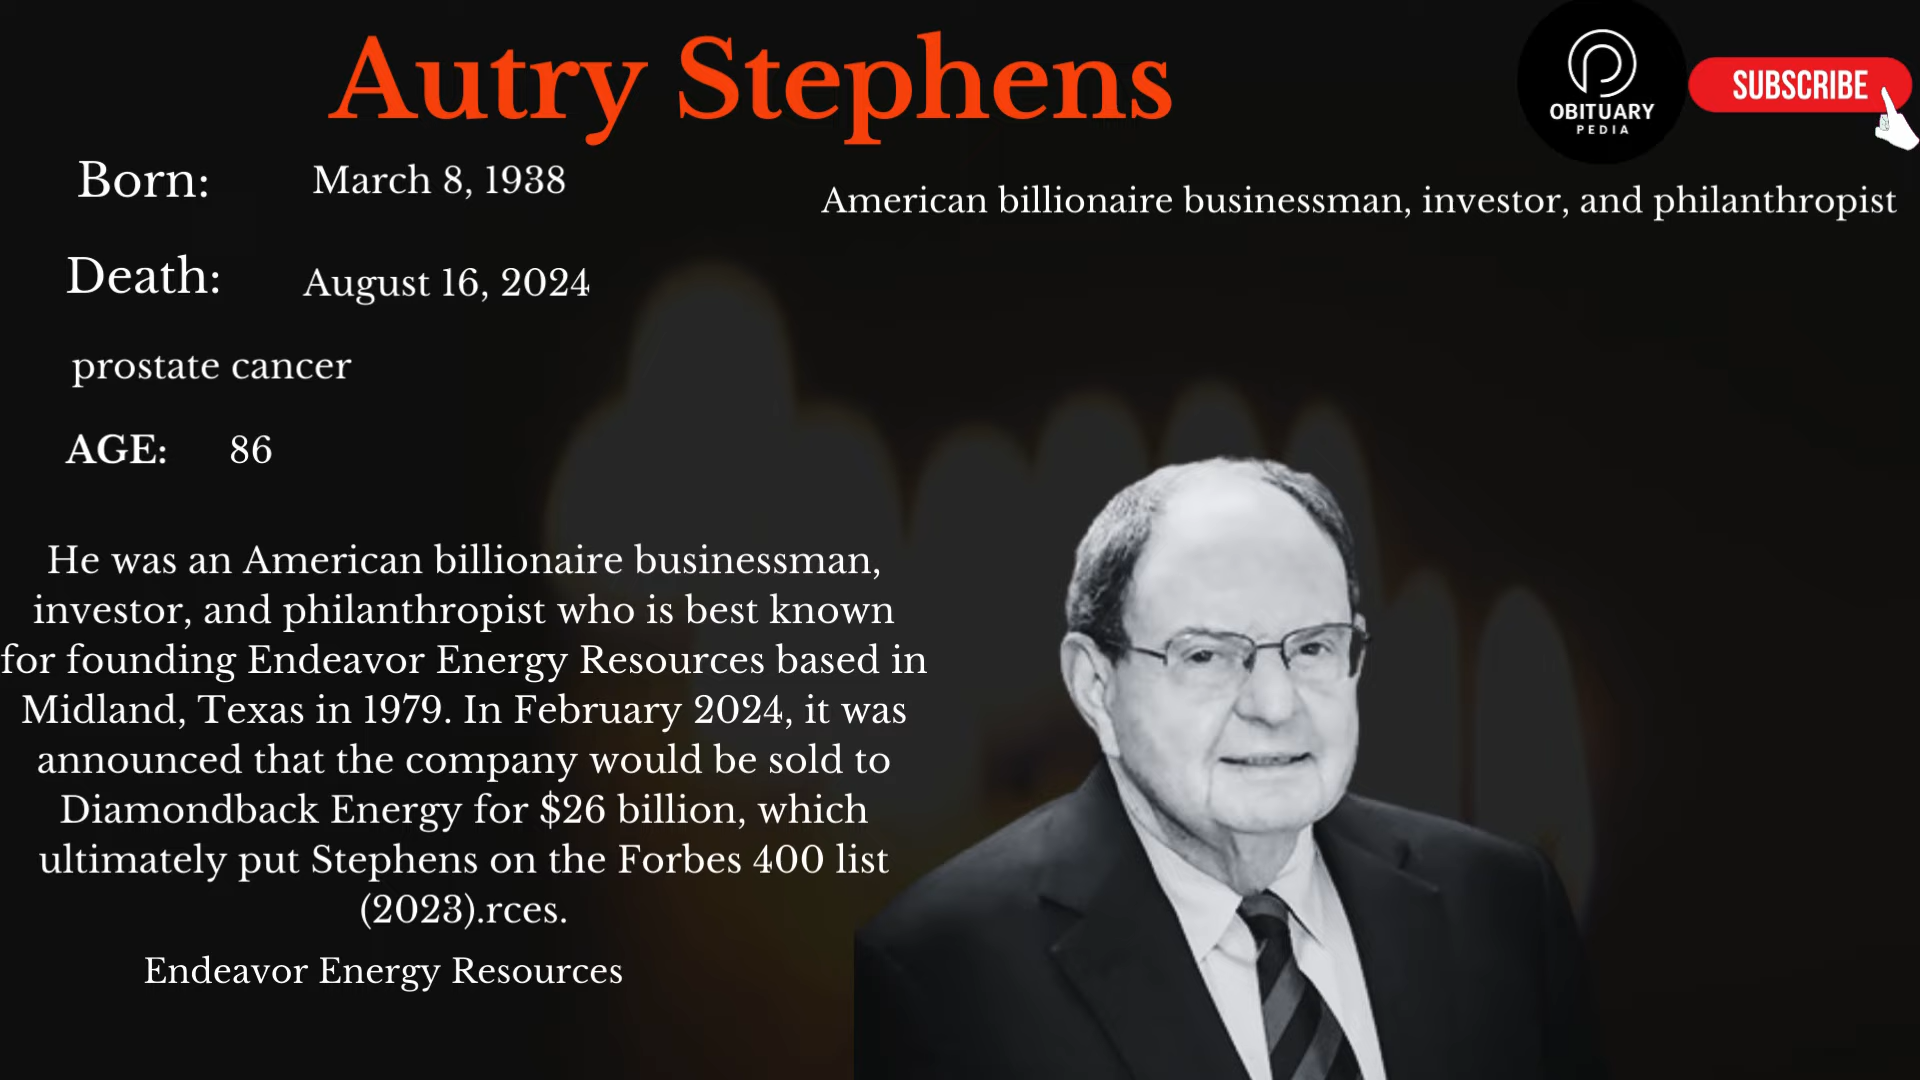 Autry Stephens
OBITUARY
PEDIA
SUBSCRIBE
Born: March 8, 1938
American billionaire businessman, investor, and philanthropist
Death: August 16, 2024
prostate cancer
AGE: 86
He was an American billionaire businessman,
investor, and philanthropist who is best known
for founding Endeavor Energy Resources based in
Midland, Texas in 1979. In February 2024, it was
announced that the company would be sold to
Diamondback Energy for $26 billion, which
ultimately put Stephens on the Forbes 400 list
(2023).rces.
Endeavor Energy Resources